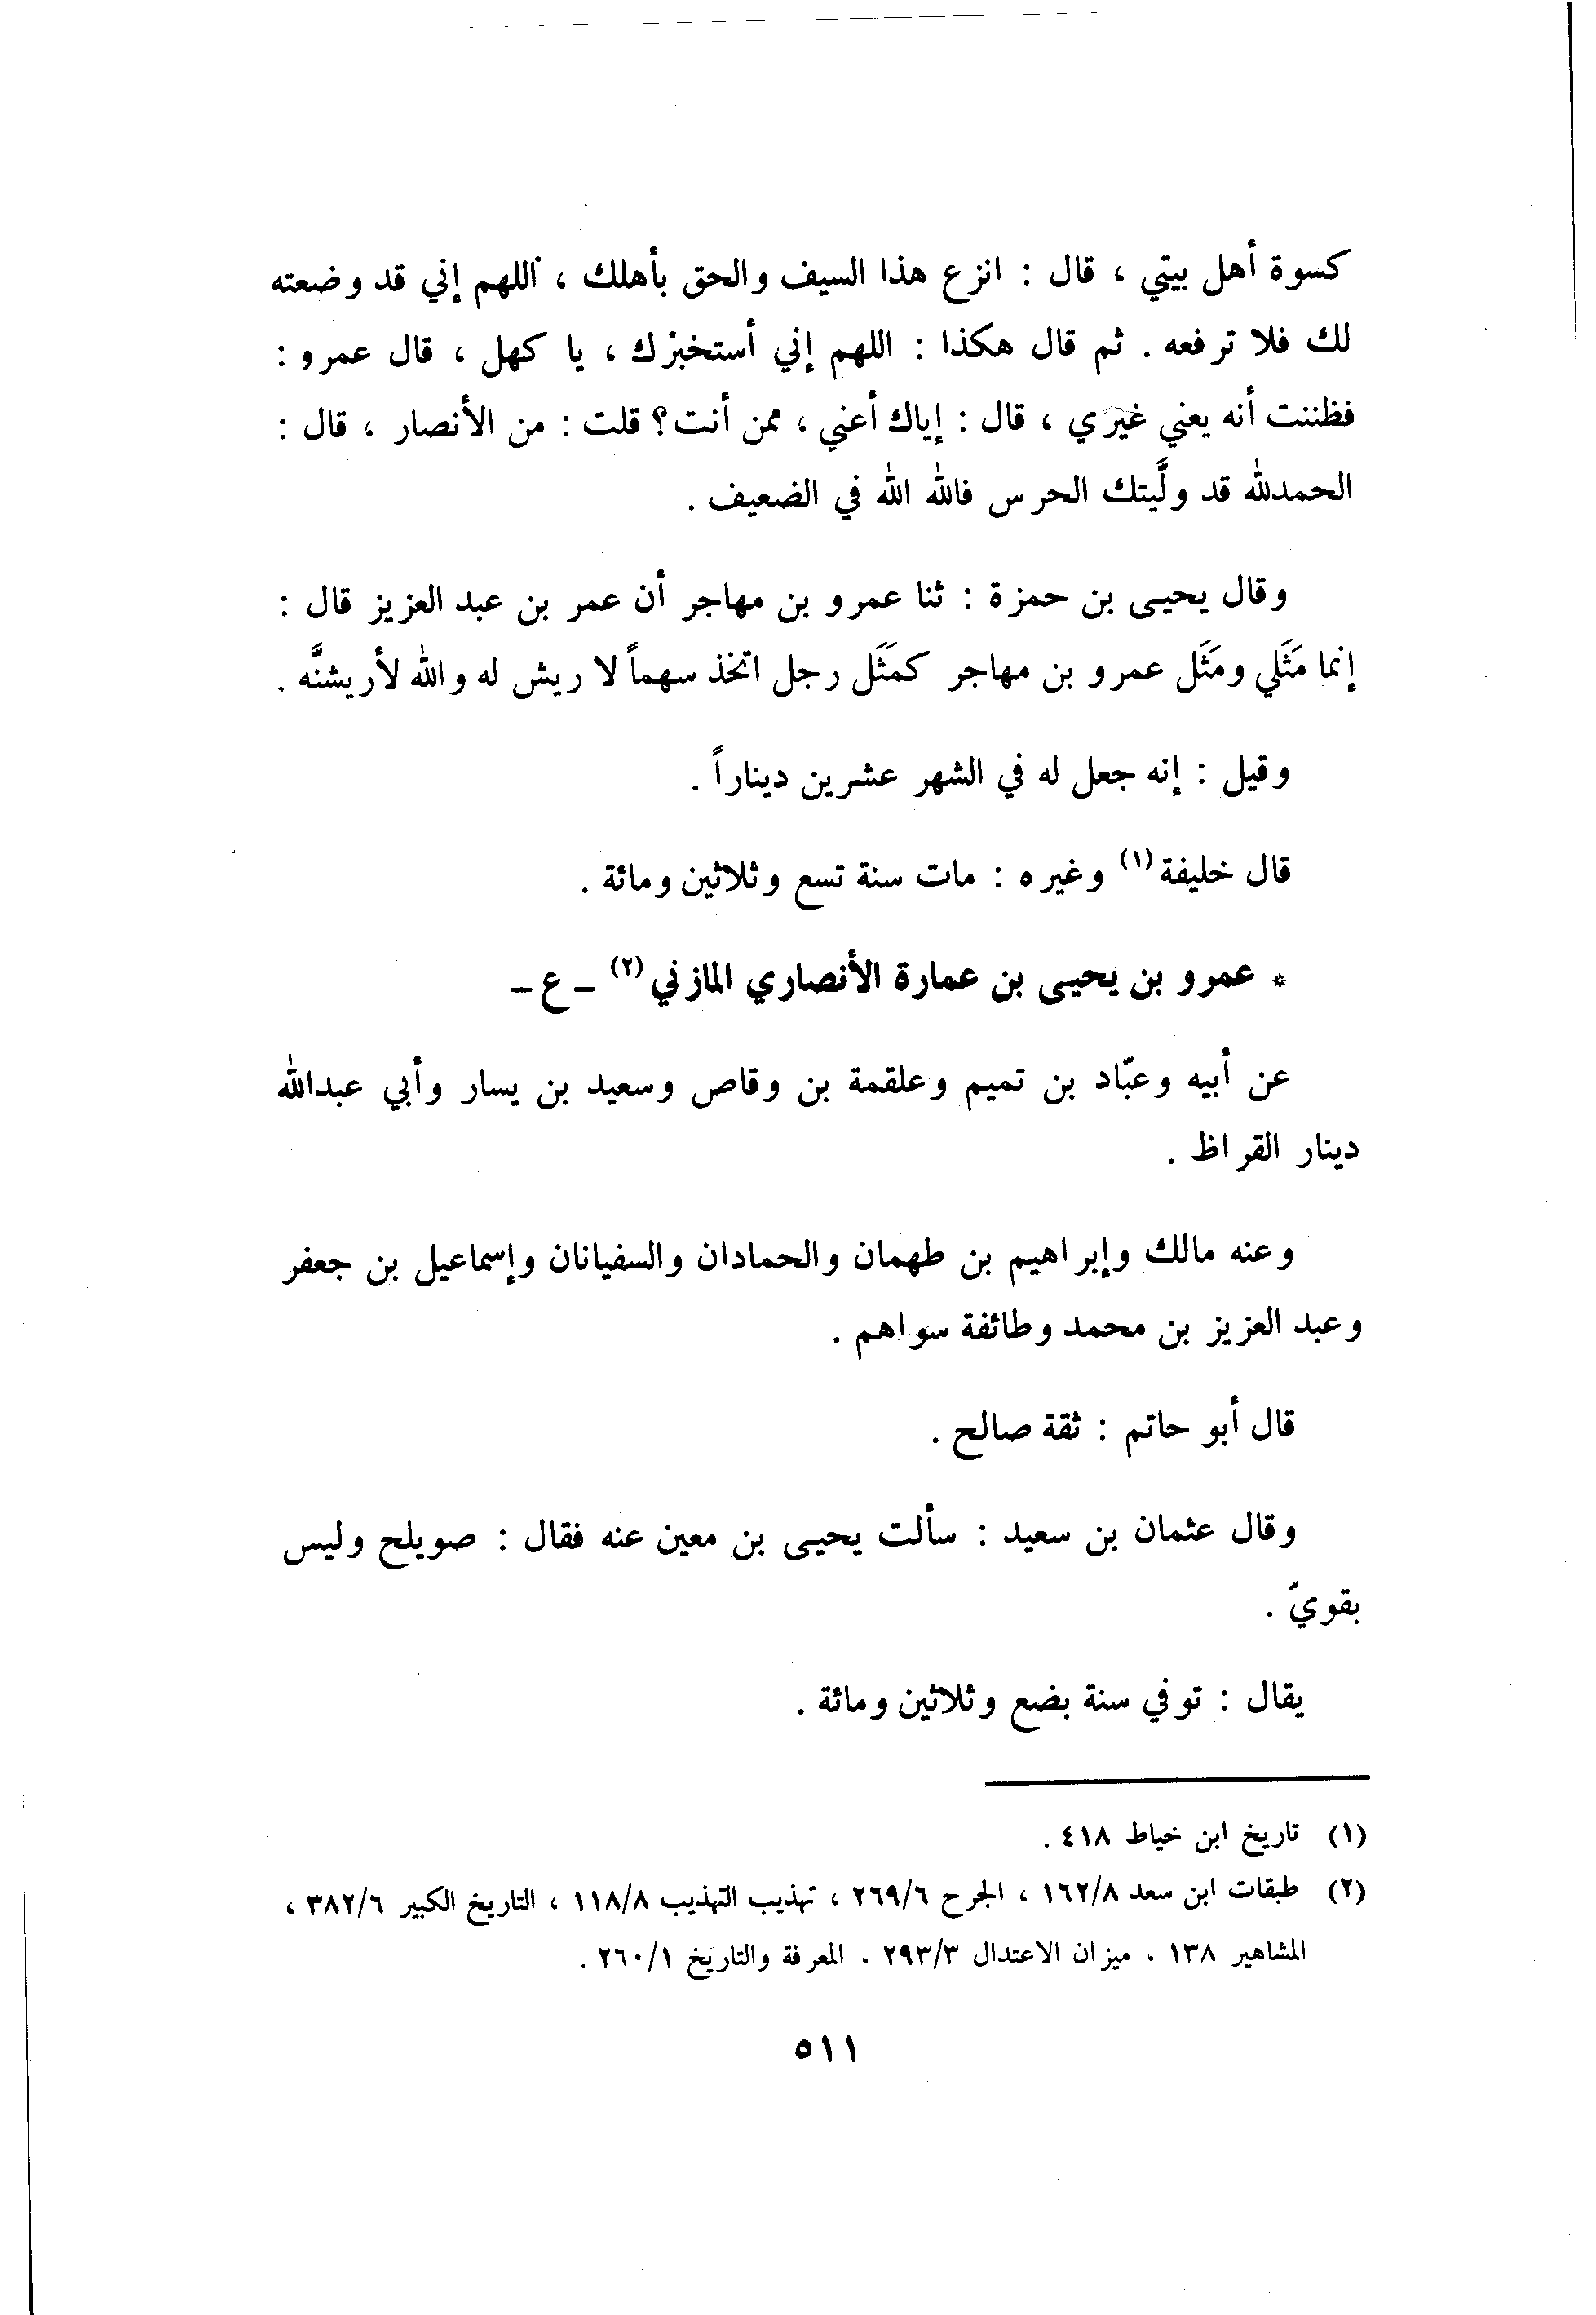 كسوة أهل بيتي ، قال : انزع هذا السيف والحق بأهلك ، اللهم إني قد وضعته
لك فلا ترفعه . ثم قال هكذا : اللهم إني أستخبرك ، يا كهل ، قال عمرو :
فظننت أنه يعني غيري ، قال : إياك أعني ، ممن أنت؟ قلت : من الأنصار ، قال :
الحمدلله قد ولَّيتك الحرس فالله الله في الضعيف .
وقال يحيى بن حمزة : ثنا عمرو بن مهاجر أن عمر بن عبد العزيز قال :
إنما مَثَلي ومَثَل عمرو بن مهاجر كمَثَل رجل اتخذ سهماً لا ريش له والله لأريشنَّه .
وقيل : إنه جعل له في الشهر عشرين ديناراً .
قال خليفة (١) وغيره : مات سنة تسع وثلاثين ومائة .
* عمرو بن يحيى بن عمارة الأنصاري المازني (٢) ـ ع ـ
عن أبيه وعبّاد بن تميم وعلقمة بن وقاص وسعيد بن يسار وأبي عبدالله
دينار القراظ .
وعنه مالك وإبراهيم بن طهمان والحمادان والسفيانان وإسماعيل بن جعفر
وعبد العزيز بن محمد وطائفة سواهم .
قال أبو حاتم : ثقة صالح .
وقال عثمان بن سعيد : سألت يحيى بن معين عنه فقال : صويلح وليس
بقويّ .
يقال : توفي سنة بضع وثلاثين ومائة .
(١) تاريخ ابن خياط ٤١٨ .
(٢) طبقات ابن سعد ١٦٢/٨ ، الجرح ٢٦٩/٦ ، تهذيب التهذيب ١١٨/٨ ، التاريخ الكبير ٣٨٢/٦ ،
المشاهير ١٣٨ . ميزان الاعتدال ٢٩٣/٣ . المعرفة والتاريخ ٢٦٠/١ .
٥١١